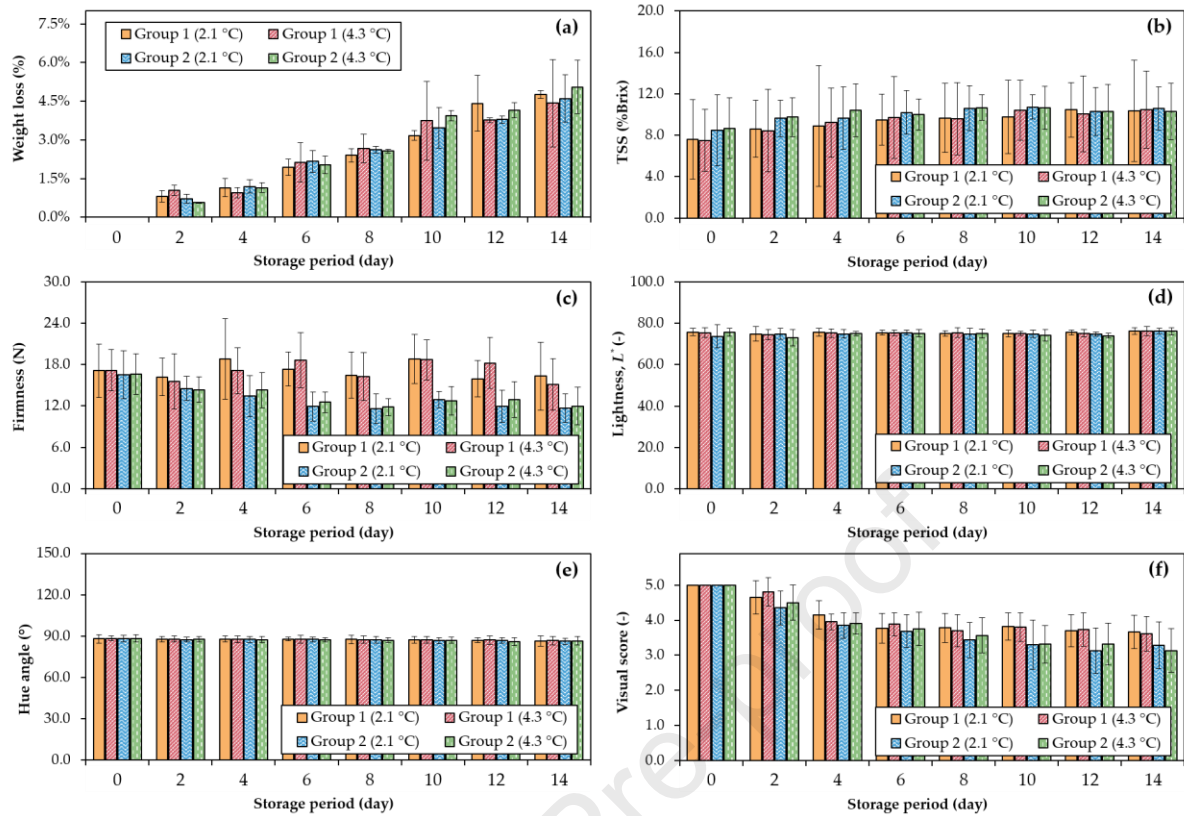 (a)
7.5%
6.0%
4.5%
3.0%
1.5%
0.0%
Weight loss (%)
Group 1 (2.1 °C) Group 1 (4.3 °C)
Group 2 (2.1 °C) Group 2 (4.3 °C)
0 2 4 6 8 10 12 14
Storage period (day)
(b)
20.0
16.0
12.0
8.0
4.0
0.0
TSS (%Brix)
Group 1 (2.1 °C) Group 1 (4.3 °C)
Group 2 (2.1 °C) Group 2 (4.3 °C)
0 2 4 6 8 10 12 14
Storage period (day)
(c)
30.0
24.0
18.0
12.0
6.0
0.0
Firmness (N)
Group 1 (2.1 °C) Group 1 (4.3 °C)
Group 2 (2.1 °C) Group 2 (4.3 °C)
0 2 4 6 8 10 12 14
Storage period (day)
(d)
100.0
80.0
60.0
40.0
20.0
0.0
Lightness, L* (-)
Group 1 (2.1 °C) Group 1 (4.3 °C)
Group 2 (2.1 °C) Group 2 (4.3 °C)
0 2 4 6 8 10 12 14
Storage period (day)
(e)
150.0
120.0
90.0
60.0
30.0
0.0
Hue angle (°)
Group 1 (2.1 °C) Group 1 (4.3 °C)
Group 2 (2.1 °C) Group 2 (4.3 °C)
0 2 4 6 8 10 12 14
Storage period (day)
(f)
5.0
4.0
3.0
2.0
1.0
0.0
Visual score (-)
Group 1 (2.1 °C) Group 1 (4.3 °C)
Group 2 (2.1 °C) Group 2 (4.3 °C)
0 2 4 6 8 10 12 14
Storage period (day)